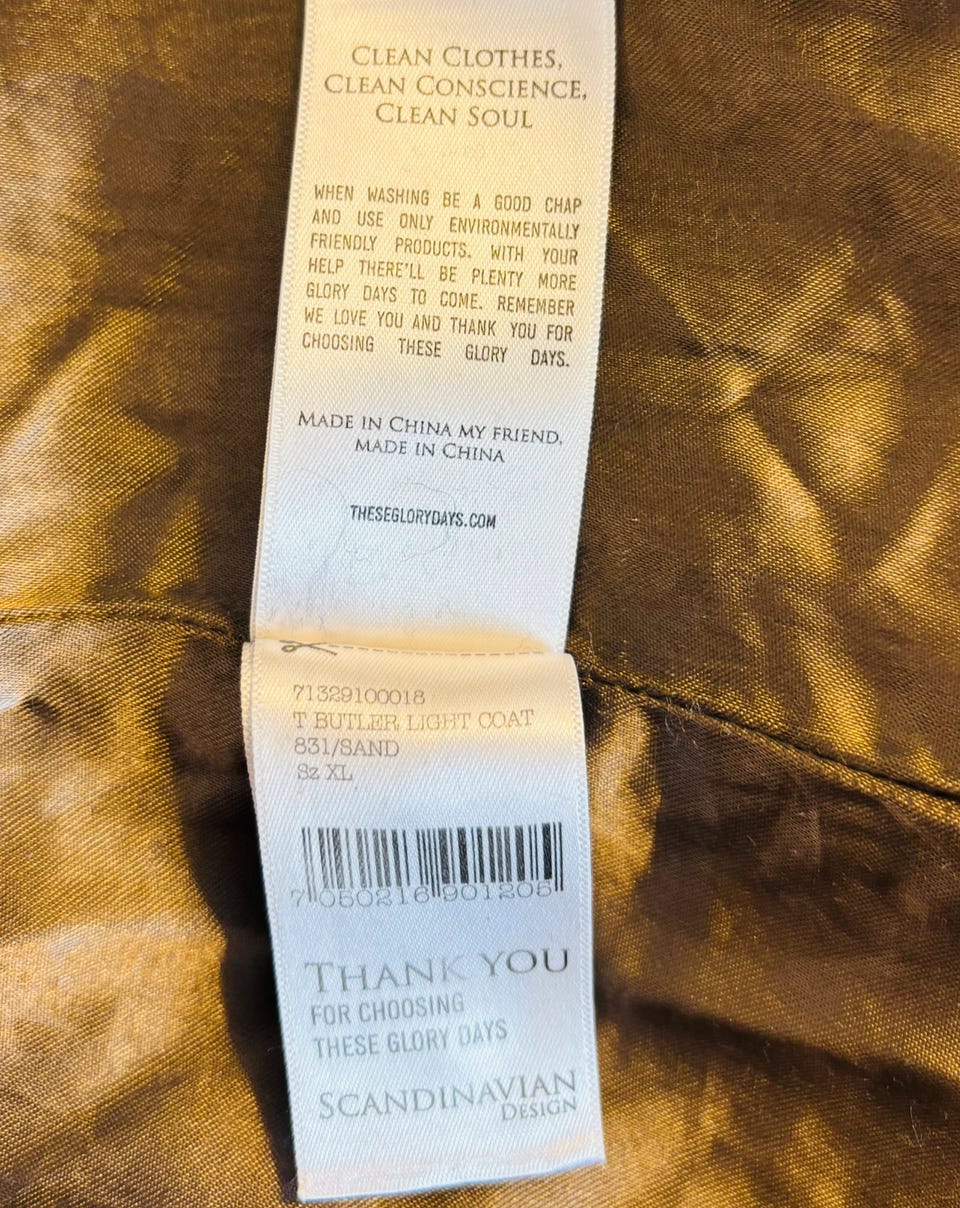 CLEAN CLOTHES,
CLEAN CONSCIENCE,
CLEAN SOUL
WHEN WASHING BE A GOOD CHAP
AND USE ONLY ENVIRONMENTALLY
FRIENDLY PRODUCTS. WITH YOUR
HELP THERE'LL BE PLENTY MORE
GLORY DAYS TO COME. REMEMBER
WE LOVE YOU AND THANK YOU FOR
CHOOSING THESE GLORY DAYS.
MADE IN CHINA MY FRIEND,
MADE IN CHINA
THESEGLORYDAYS.COM
71329100018
T BUTLER LIGHT COAT
831/SAND
Sz XL
7 050216 901205
THANK YOU
FOR CHOOSING
THESE GLORY DAYS
SCANDINAVIAN
DESIGN